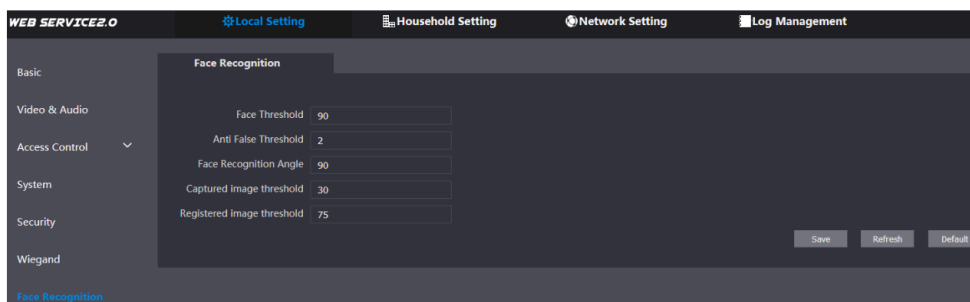 WEB SERVICE2.0 Local Setting Household Setting Network Setting Log Management
Face Recognition
Basic
Video & Audio
Access Control
System
Security
Wiegand
Face Recognition
Face Threshold 90
Anti False Threshold 2
Face Recognition Angle 90
Captured image threshold 30
Registered image threshold 75
Save Refresh Default